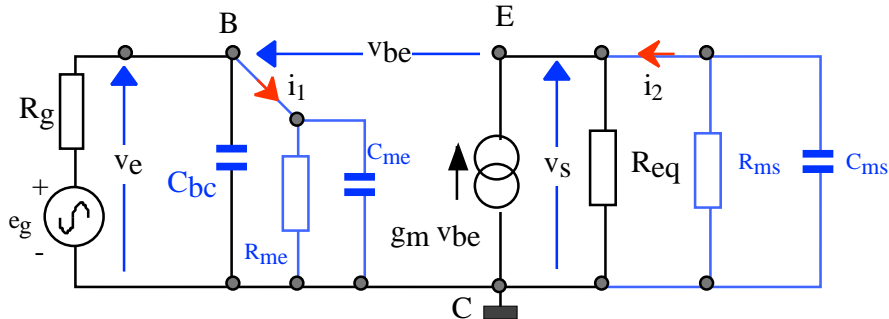 B
E
vbe
Rg
i1
i2
ve
Cme
Cbc
vs
Req
Rms
Cms
+
eg
-
Rme
gm vbe
C